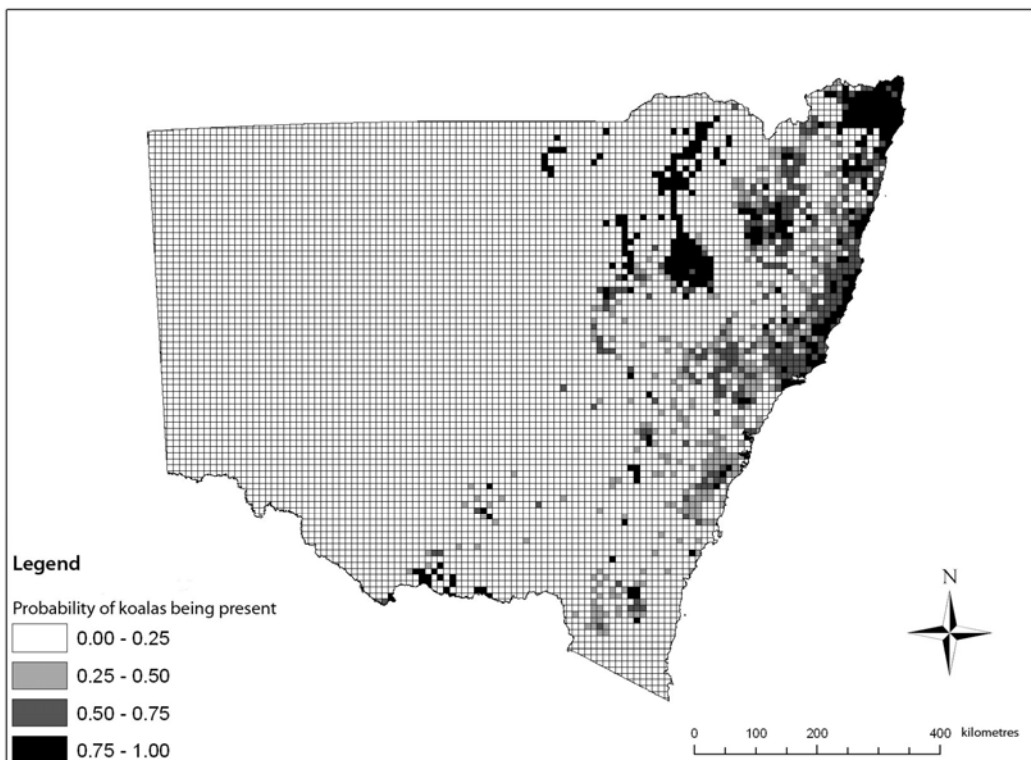 Legend
Probability of koalas being present
0.00 - 0.25
0.25 - 0.50
0.50 - 0.75
0.75 - 1.00
N
0 200 400 kilometres